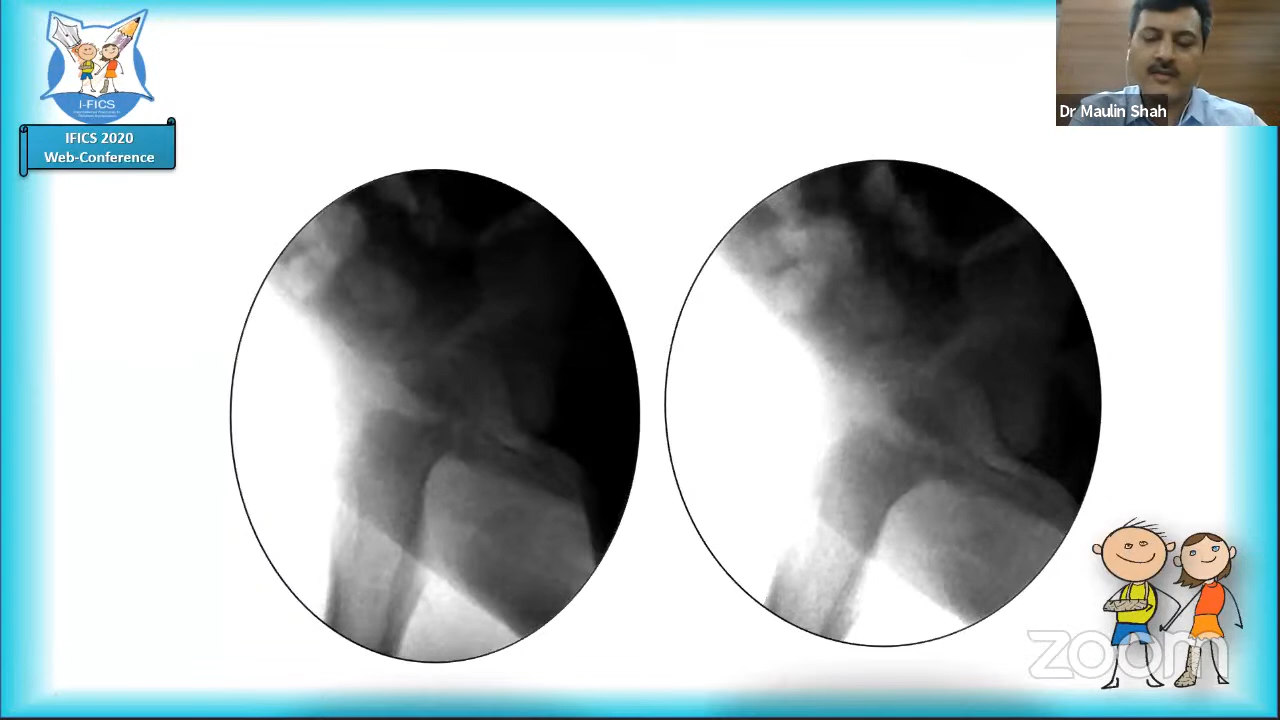 I-FICS
IFICS 2020
Web-Conference
Dr Maulin Shah
zoom